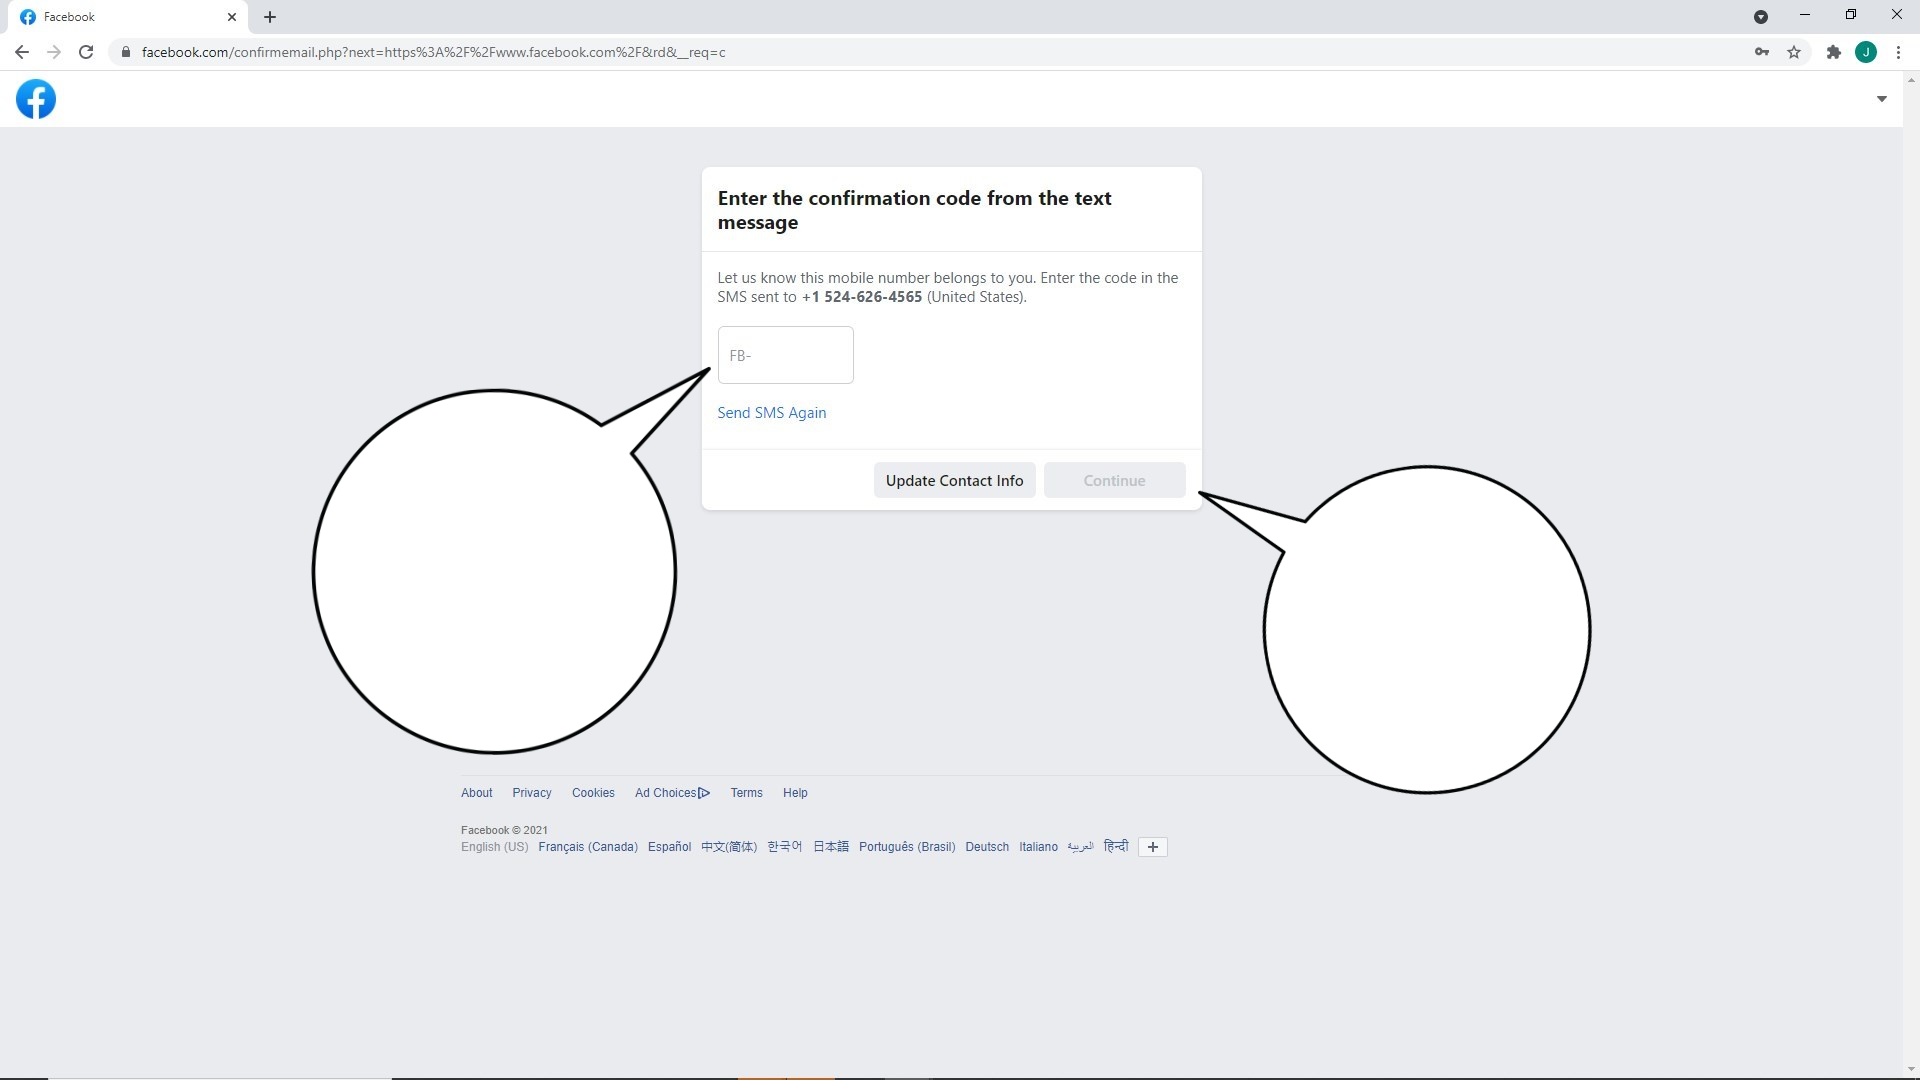 Facebook
facebook.com/confirmemail.php?next=https%3A%2F%2Fwww.facebook.com%2F&rd&__req=c
J
Enter the confirmation code from the text
message
Let us know this mobile number belongs to you. Enter the code in the
SMS sent to +1 524-626-4565 (United States).
FB-
Send SMS Again
Update Contact Info Continue
About Privacy Cookies Ad Choices Terms Help
Facebook © 2021
English (US) Français (Canada) Español 中文(简体) 한국어 日本語 Português (Brasil) Deutsch Italiano العربية हिन्दी